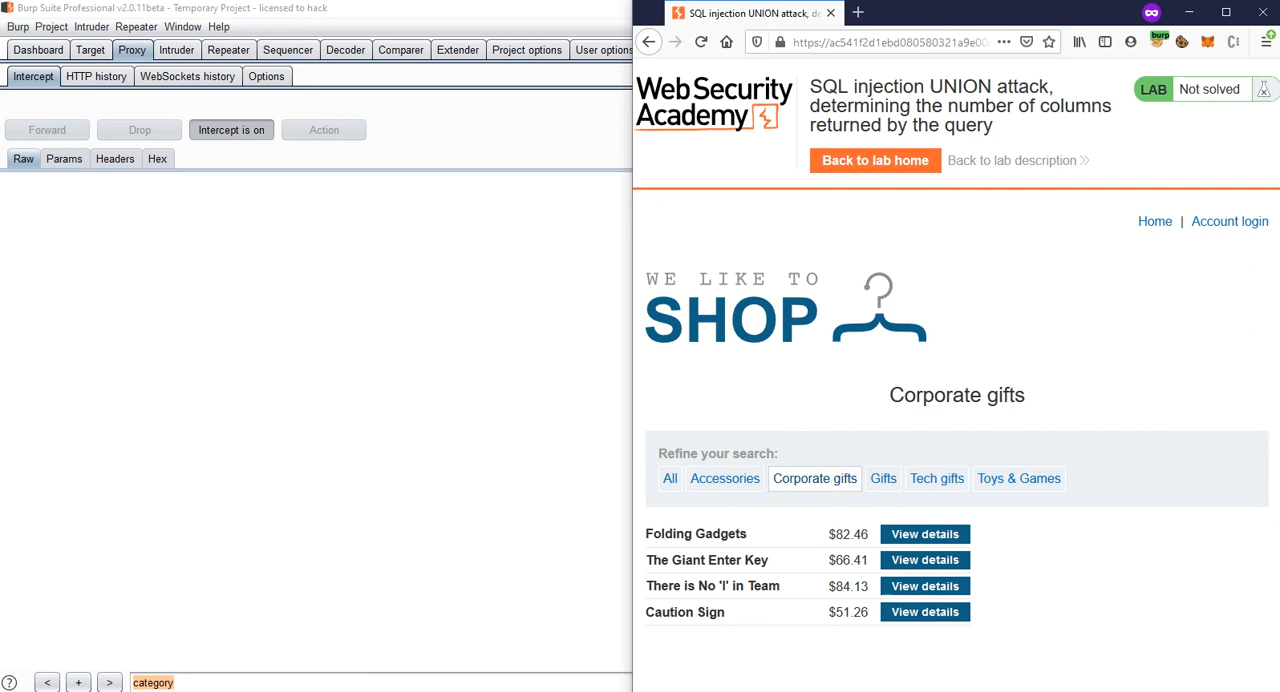 Burp Suite Professional v2.0.11beta - Temporary Project - licensed to hack
Burp Project Intruder Repeater Window Help
Dashboard Target Proxy Intruder Repeater Sequencer Decoder Comparer Extender Project options User options
Intercept HTTP history WebSockets history Options
Forward Drop Intercept is on Action
Raw Params Headers Hex
? < + > category
SQL injection UNION attack, de
https://ac541f2d1ebd080580321a9e00
burp
Web Security
Academy
SQL injection UNION attack,
determining the number of columns
returned by the query
LAB Not solved
Back to lab home Back to lab description
Home | Account login
WE LIKE TO
SHOP
Corporate gifts
Refine your search:
All Accessories Corporate gifts Gifts Tech gifts Toys & Games
Folding Gadgets $82.46 View details
The Giant Enter Key $66.41 View details
There is No 'I' in Team $84.13 View details
Caution Sign $51.26 View details